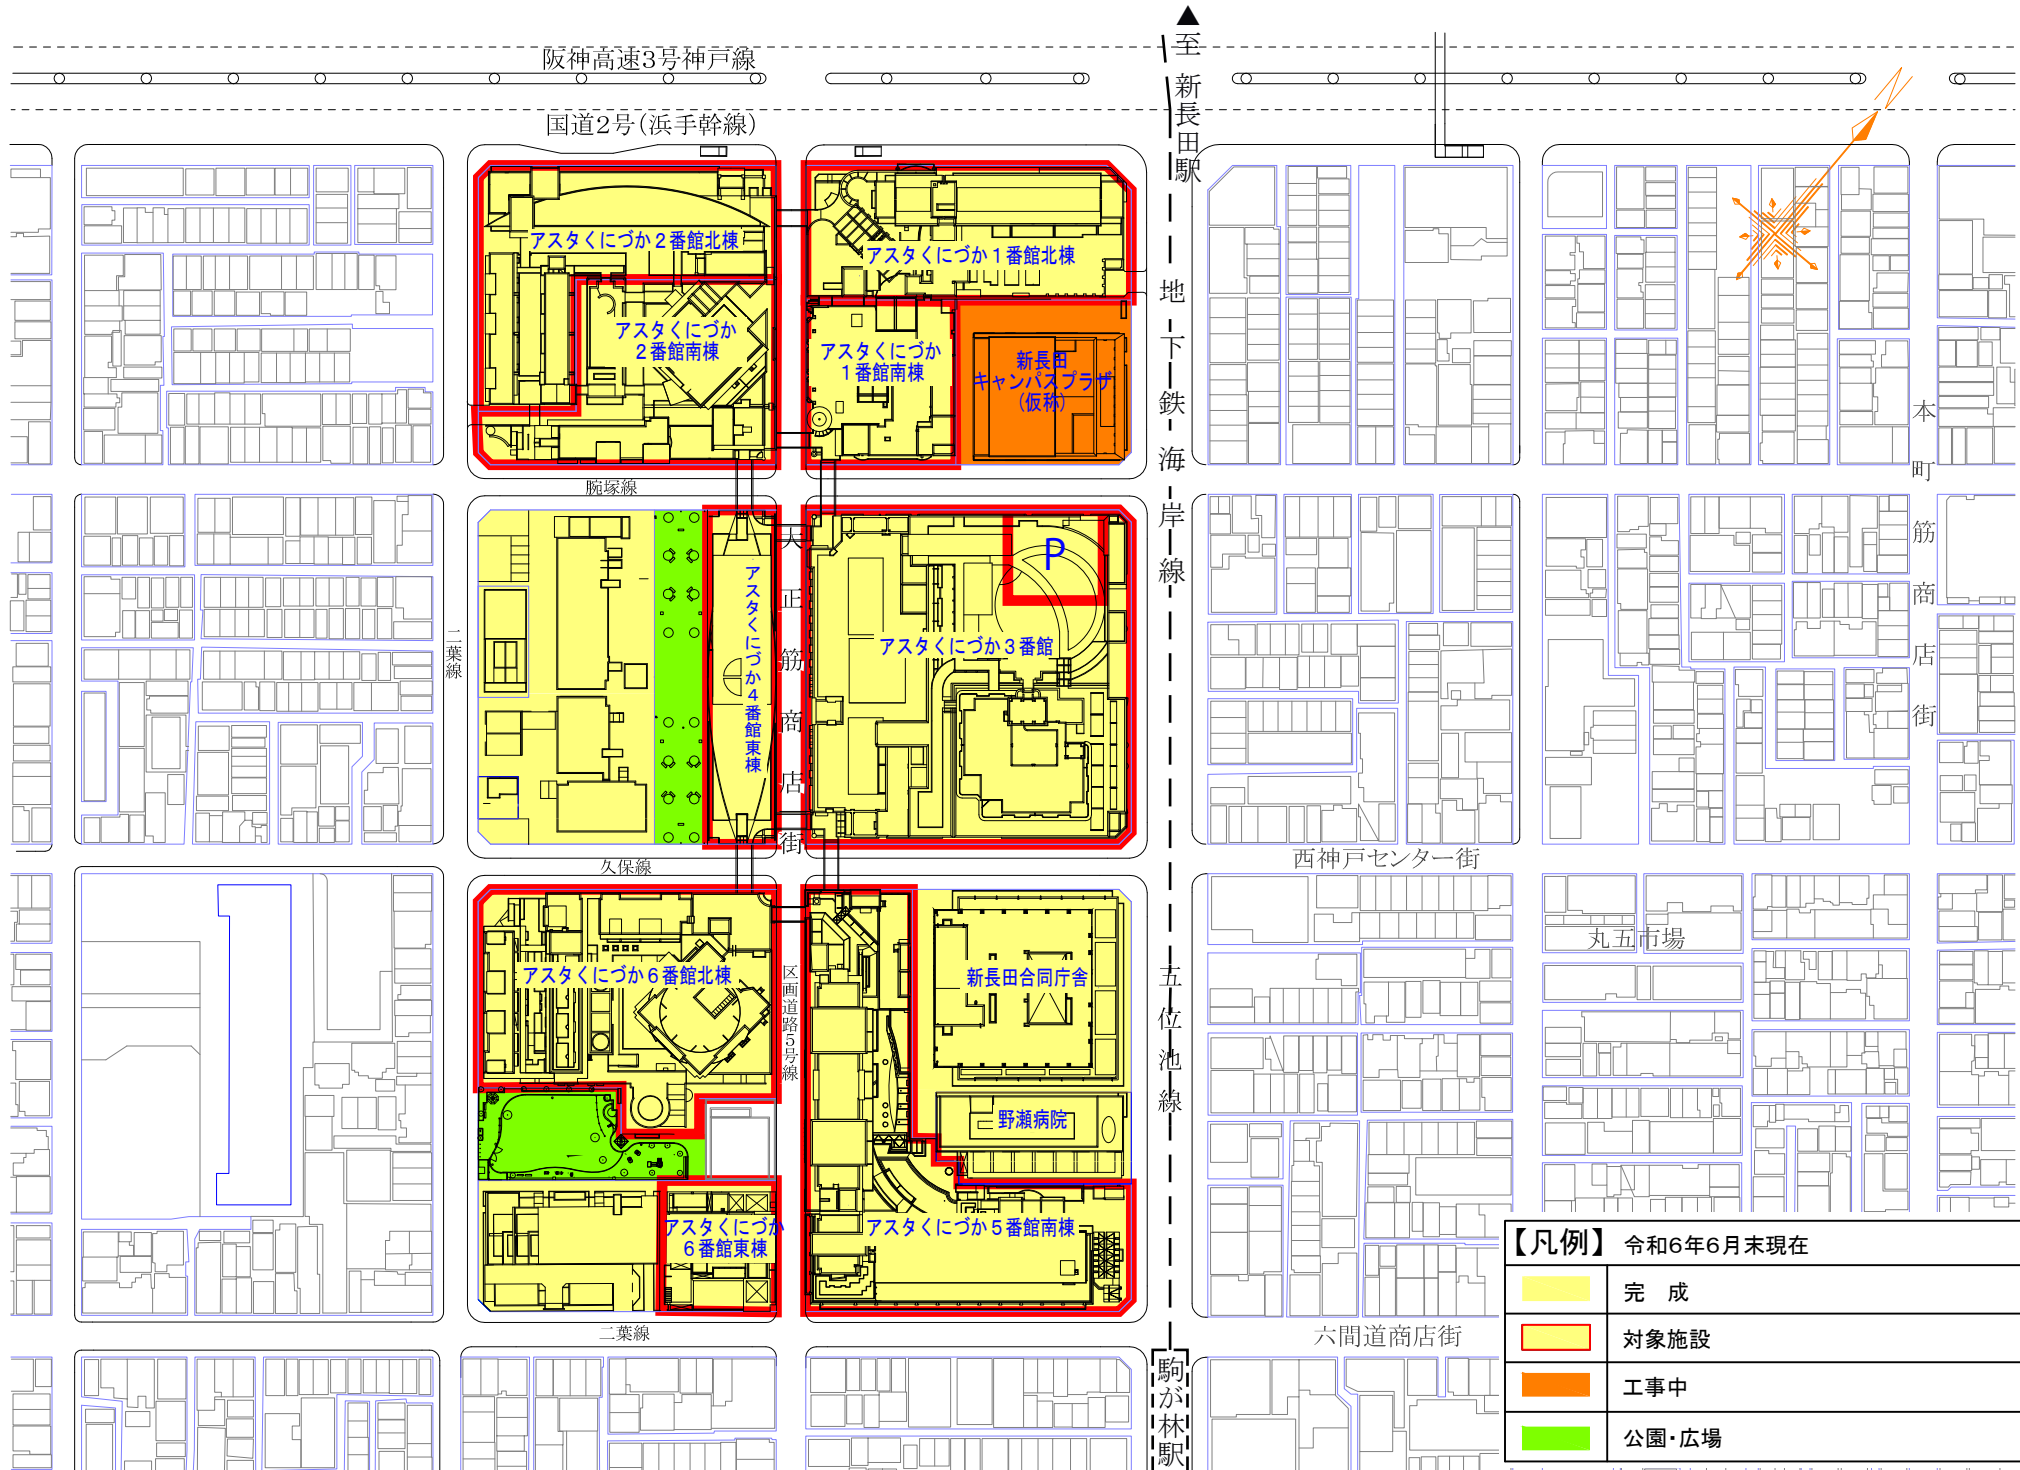 阪神高速3号神戸線
国道2号(浜手幹線)
▲至 新長田駅
アスタくにづか2番館北棟
アスタくにづか1番館北棟
アスタくにづか
2番館南棟
アスタくにづか
1番館南棟
新長田
キャンパスプラザ
(仮称)
地下鉄海岸線
本町筋商店街
腕塚線
二葉線
アスタくにづか4番館東棟
大正筋商店街
P
アスタくにづか3番館
久保線
西神戸センター街
丸五市場
アスタくにづか6番館北棟
区画道路5号線
新長田合同庁舎
野瀬病院
五位池線
アスタくにづか
6番館東棟
アスタくにづか5番館南棟
二葉線
六間道商店街
駒が林駅
【凡例】 令和6年6月末現在
完 成
対象施設
工事中
公園・広場